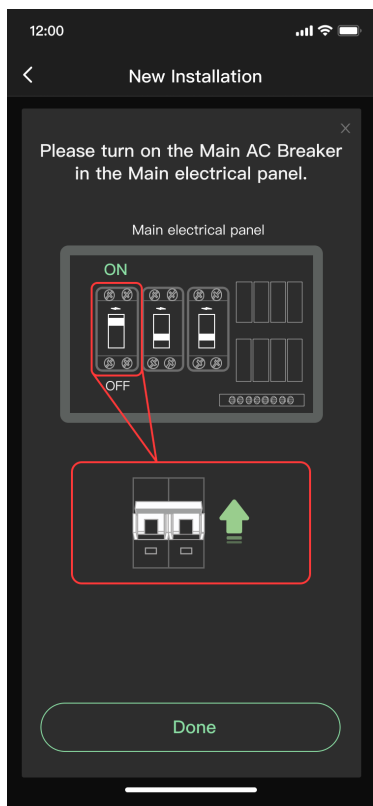 12:00
New Installation
Please turn on the Main AC Breaker
in the Main electrical panel.
Main electrical panel
ON
OFF
Done